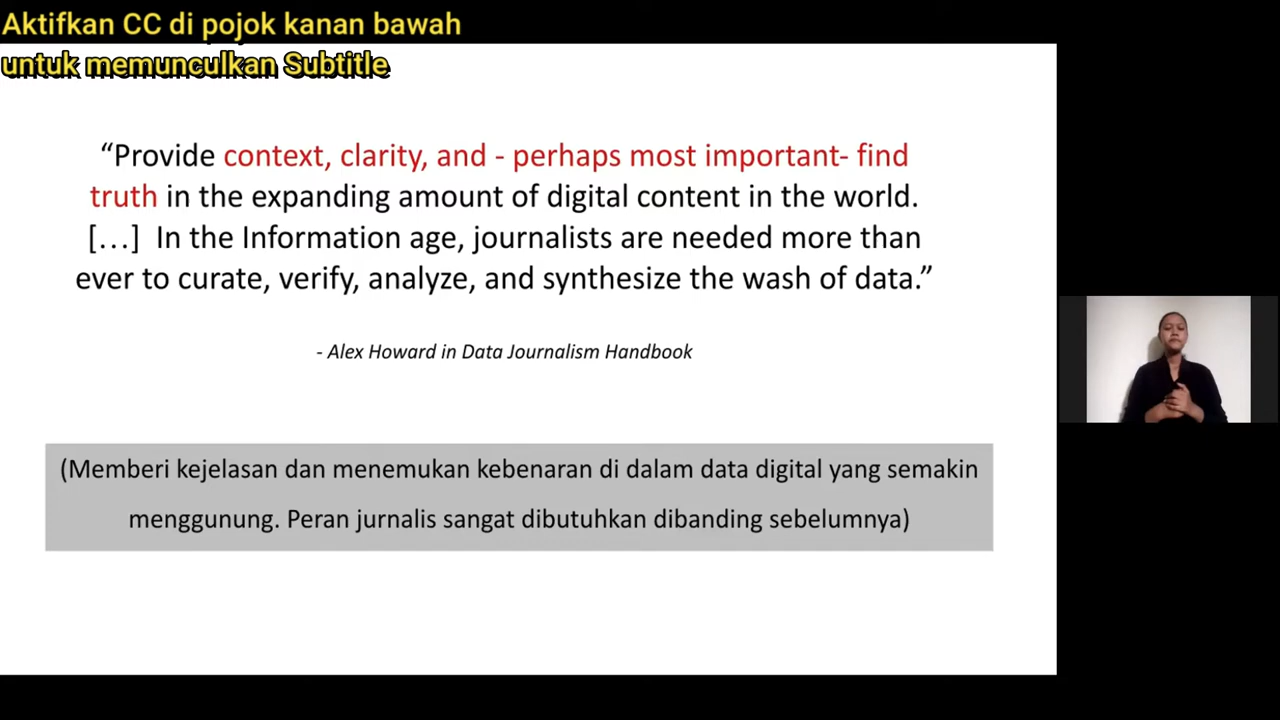 Aktifkan CC di pojok kanan bawah
untuk memunculkan Subtitle
“Provide context, clarity, and - perhaps most important- find
truth in the expanding amount of digital content in the world.
[…] In the Information age, journalists are needed more than
ever to curate, verify, analyze, and synthesize the wash of data.”
- Alex Howard in Data Journalism Handbook
(Memberi kejelasan dan menemukan kebenaran di dalam data digital yang semakin
menggunung. Peran jurnalis sangat dibutuhkan dibanding sebelumnya)